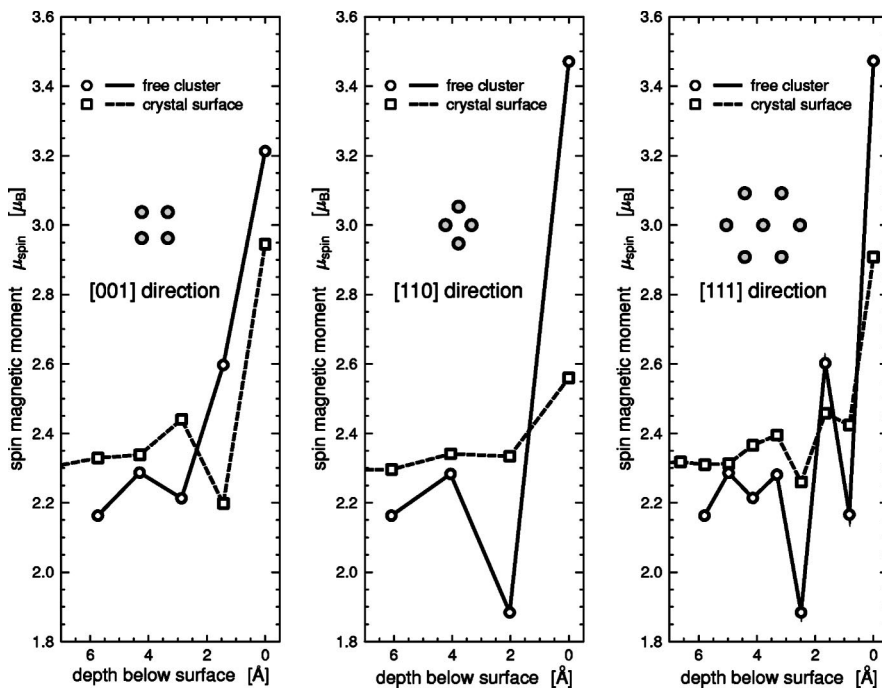 3.6
3.4
3.2
3.0
2.8
2.6
2.4
2.2
2.0
1.8
spin magnetic moment μspin [μB]
free cluster
crystal surface
[001] direction
6 4 2 0
depth below surface [Å]
3.6
3.4
3.2
3.0
2.8
2.6
2.4
2.2
2.0
1.8
spin magnetic moment μspin [μB]
free cluster
crystal surface
[110] direction
6 4 2 0
depth below surface [Å]
3.6
3.4
3.2
3.0
2.8
2.6
2.4
2.2
2.0
1.8
spin magnetic moment μspin [μB]
free cluster
crystal surface
[111] direction
6 4 2 0
depth below surface [Å]